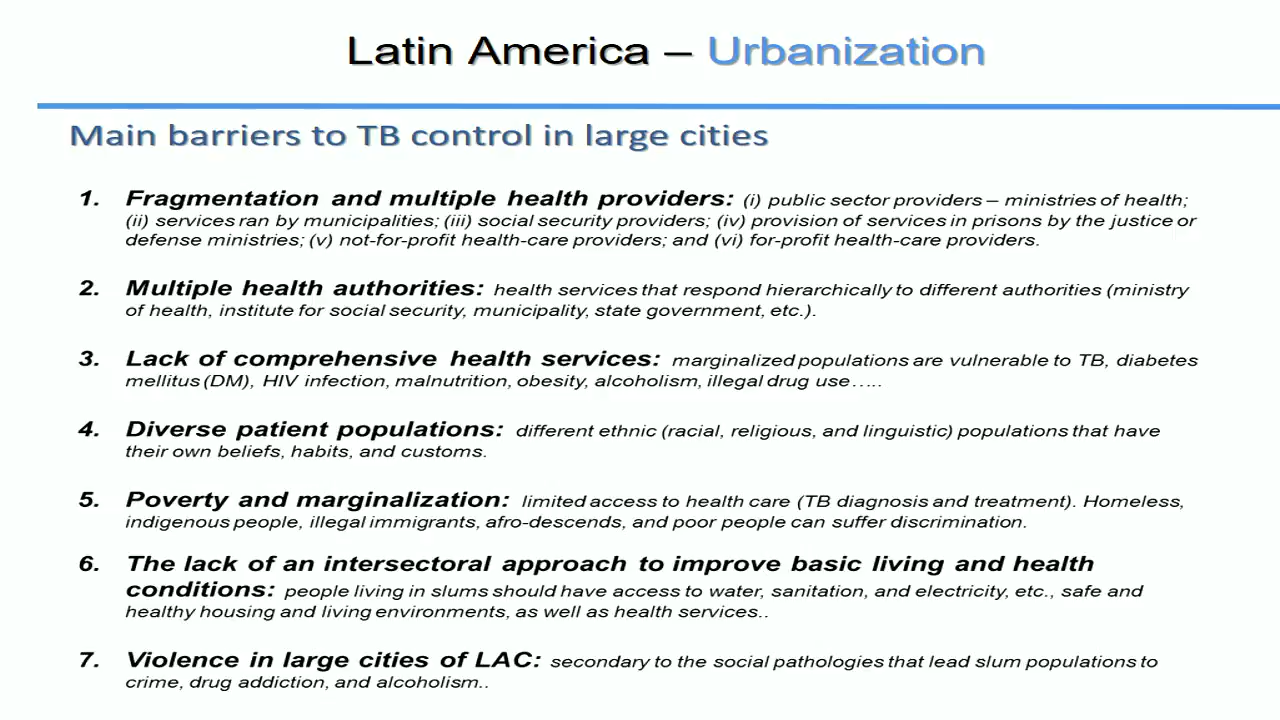 Latin America – Urbanization
Main barriers to TB control in large cities
1. Fragmentation and multiple health providers: (i) public sector providers – ministries of health;
(ii) services ran by municipalities; (iii) social security providers; (iv) provision of services in prisons by the justice or
defense ministries; (v) not-for-profit health-care providers; and (vi) for-profit health-care providers.
2. Multiple health authorities: health services that respond hierarchically to different authorities (ministry
of health, institute for social security, municipality, state government, etc.).
3. Lack of comprehensive health services: marginalized populations are vulnerable to TB, diabetes
mellitus (DM), HIV infection, malnutrition, obesity, alcoholism, illegal drug use…..
4. Diverse patient populations: different ethnic (racial, religious, and linguistic) populations that have
their own beliefs, habits, and customs.
5. Poverty and marginalization: limited access to health care (TB diagnosis and treatment). Homeless,
indigenous people, illegal immigrants, afro-descends, and poor people can suffer discrimination.
6. The lack of an intersectoral approach to improve basic living and health
conditions: people living in slums should have access to water, sanitation, and electricity, etc., safe and
healthy housing and living environments, as well as health services..
7. Violence in large cities of LAC: secondary to the social pathologies that lead slum populations to
crime, drug addiction, and alcoholism..